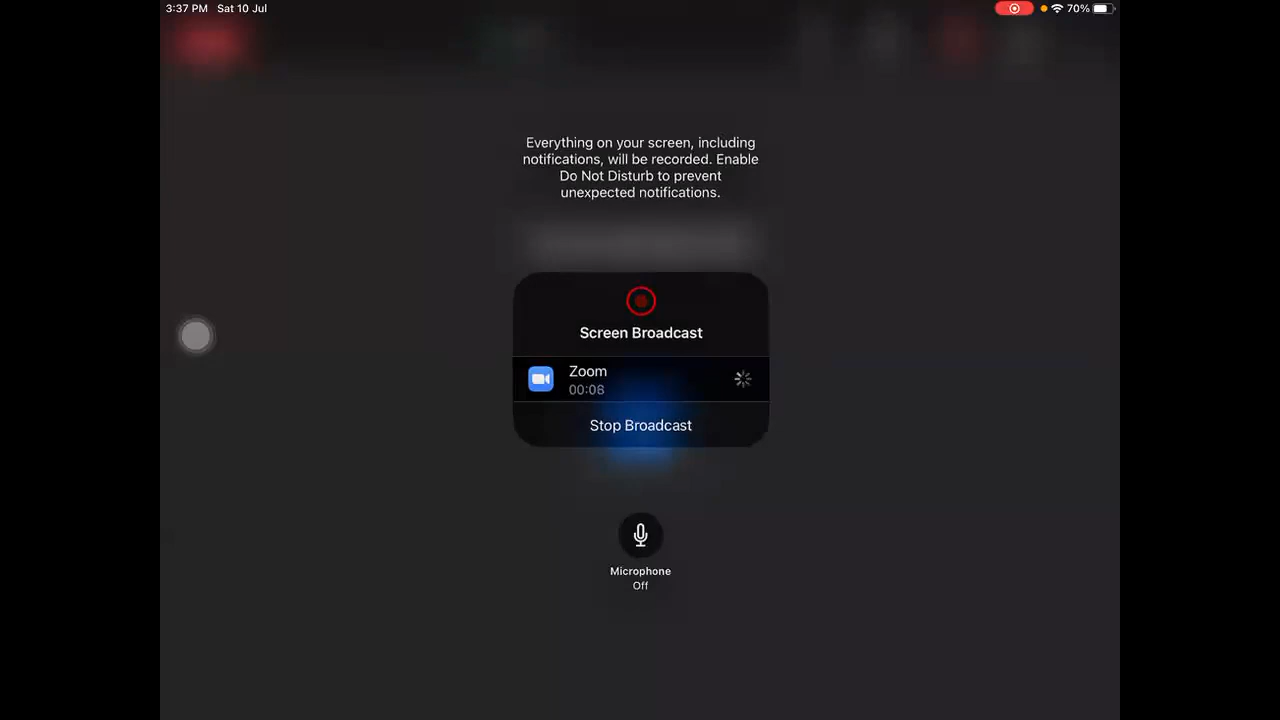 3:37 PM Sat 10 Jul 70%
Everything on your screen, including
notifications, will be recorded. Enable
Do Not Disturb to prevent
unexpected notifications.
Screen Broadcast
Zoom
00:08
Stop Broadcast
Microphone
Off